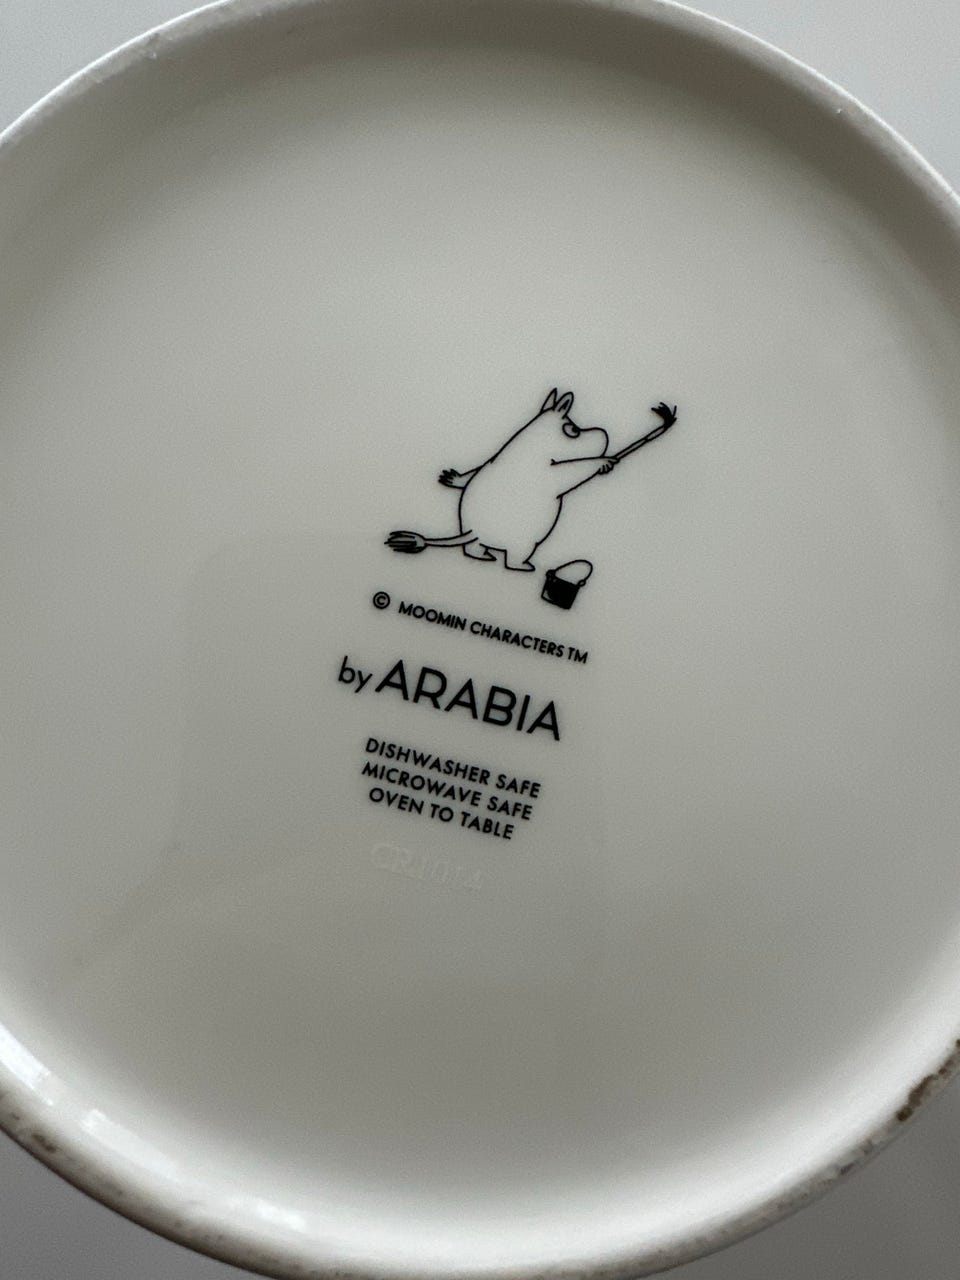 © MOOMIN CHARACTERS TM
by ARABIA
DISHWASHER SAFE
MICROWAVE SAFE
OVEN TO TABLE